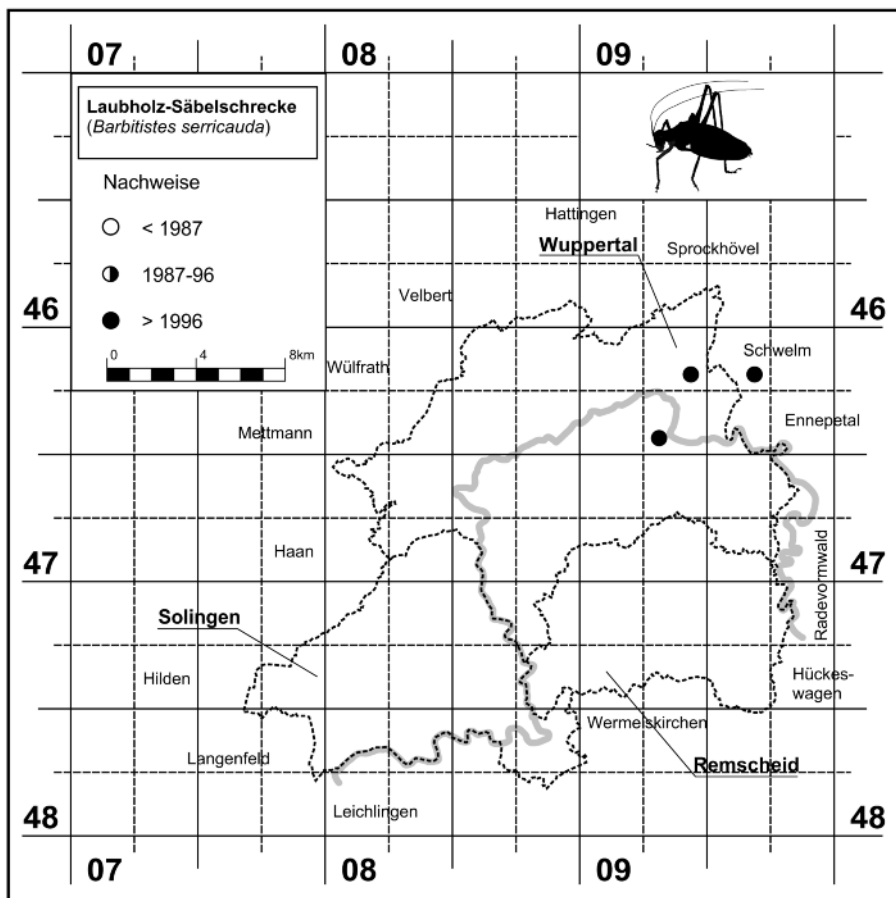 07 08 09
Laubholz-Säbelschrecke
(Barbitistes serricauda)
Nachweise
< 1987
1987-96
> 1996
0 4 8km
Hattingen
Wuppertal
Sprockhövel
Velbert
46 46
Schwelm
Wülfrath
Ennepetal
Mettmann
Haan
47 47
Radevormwald
Solingen
Hilden
Hückes-
wagen
Wermelskirchen
Langenfeld
Remscheid
Leichlingen
48 48
07 08 09